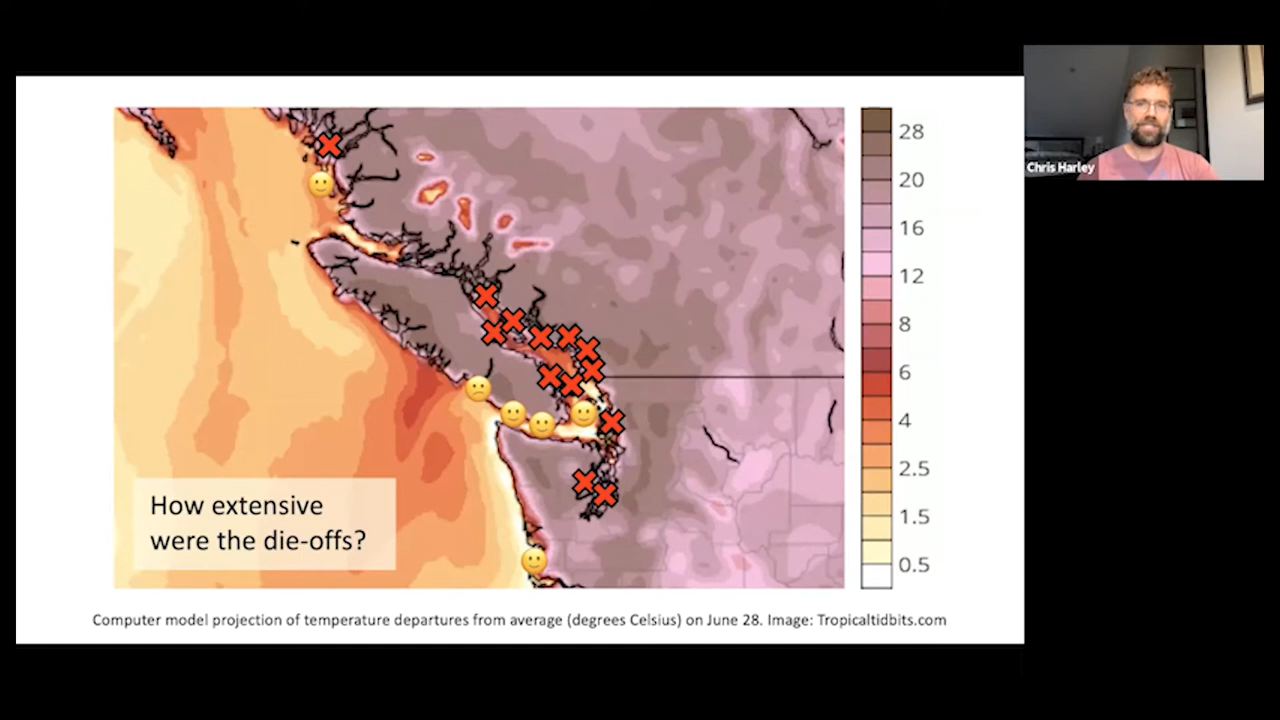 Chris Harley
28
20
16
12
8
6
4
2.5
1.5
0.5
How extensive
were the die-offs?
Computer model projection of temperature departures from average (degrees Celsius) on June 28. Image: Tropicaltidbits.com